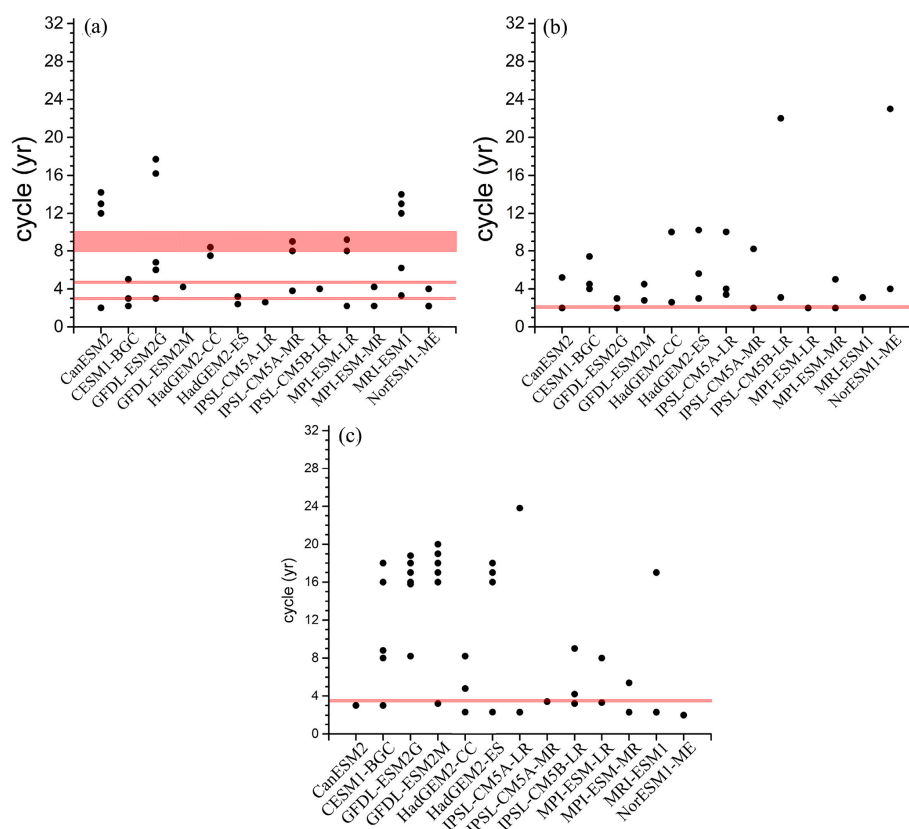 (a)
cycle (yr)
32
28
24
20
16
12
8
4
0
CanESM2
CESM1-BGC
GFDL-ESM2G
GFDL-ESM2M
HadGEM2-CC
HadGEM2-ES
IPSL-CM5A-LR
IPSL-CM5A-MR
IPSL-CM5B-LR
MPI-ESM-LR
MPI-ESM-MR
MRI-ESM1
NorESM1-ME
(b)
cycle (yr)
32
28
24
20
16
12
8
4
0
CanESM2
CESM1-BGC
GFDL-ESM2G
GFDL-ESM2M
HadGEM2-CC
HadGEM2-ES
IPSL-CM5A-LR
IPSL-CM5A-MR
IPSL-CM5B-LR
MPI-ESM-LR
MPI-ESM-MR
MRI-ESM1
NorESM1-ME
(c)
cycle (yr)
32
28
24
20
16
12
8
4
0
CanESM2
CESM1-BGC
GFDL-ESM2G
GFDL-ESM2M
HadGEM2-CC
HadGEM2-ES
IPSL-CM5A-LR
IPSL-CM5A-MR
IPSL-CM5B-LR
MPI-ESM-LR
MPI-ESM-MR
MRI-ESM1
NorESM1-ME